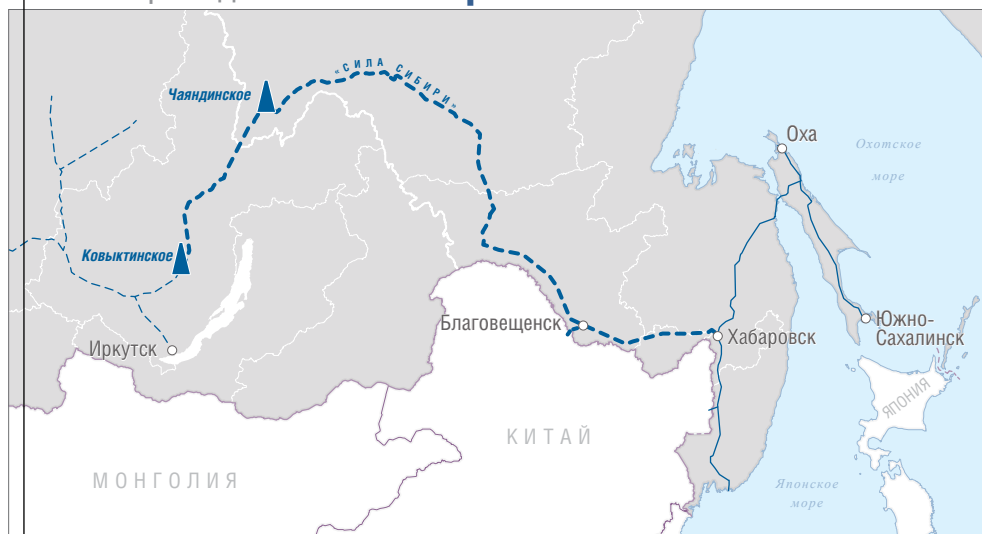 Чаяндинское
«СИЛА СИБИРИ»
Оха
Охотское
море
Ковыктинское
Иркутск
Благовещенск
Хабаровск
Южно-
Сахалинск
ЯПОНИЯ
КИТАЙ
МОНГОЛИЯ
Японское
море